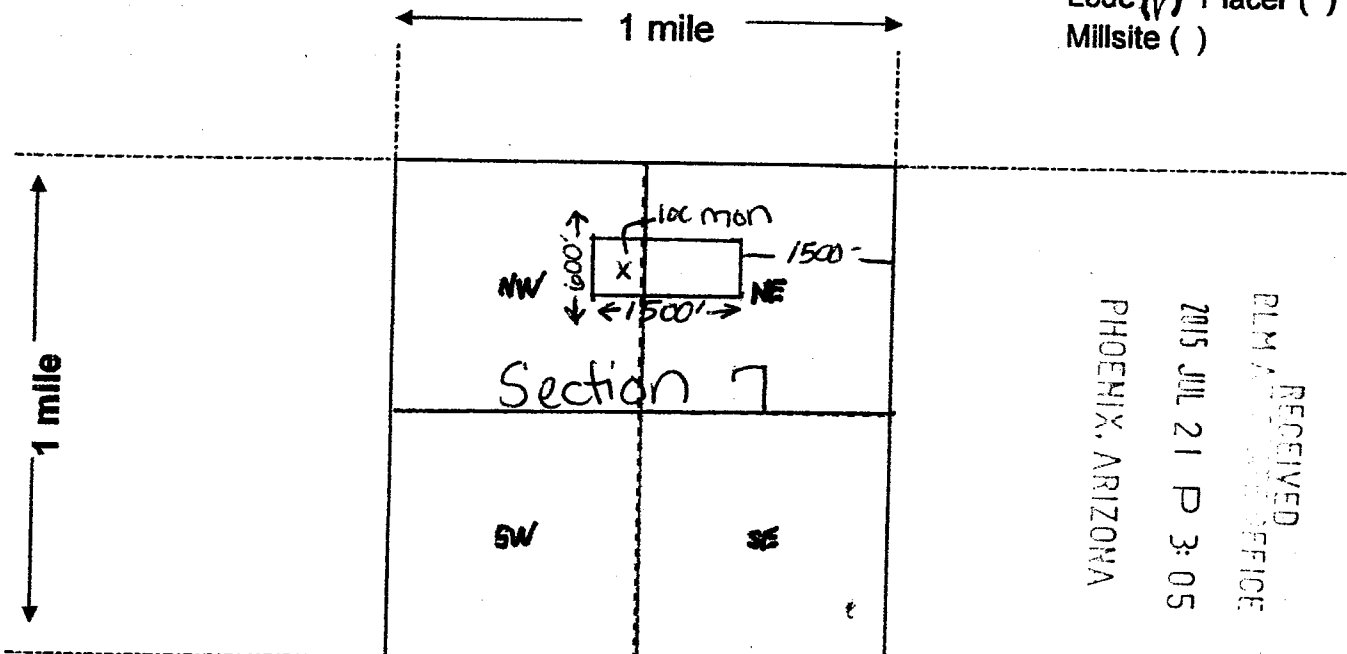 Lode (√) Placer ( )
Millsite ( )
1 mile
loc mon
600'
X
1500'
NW
NE
1500'
Section 7
1 mile
SW
SE
RECEIVED
BLM A OFFICE
2015 JUL 21 P 3:05
PHOENIX, ARIZONA